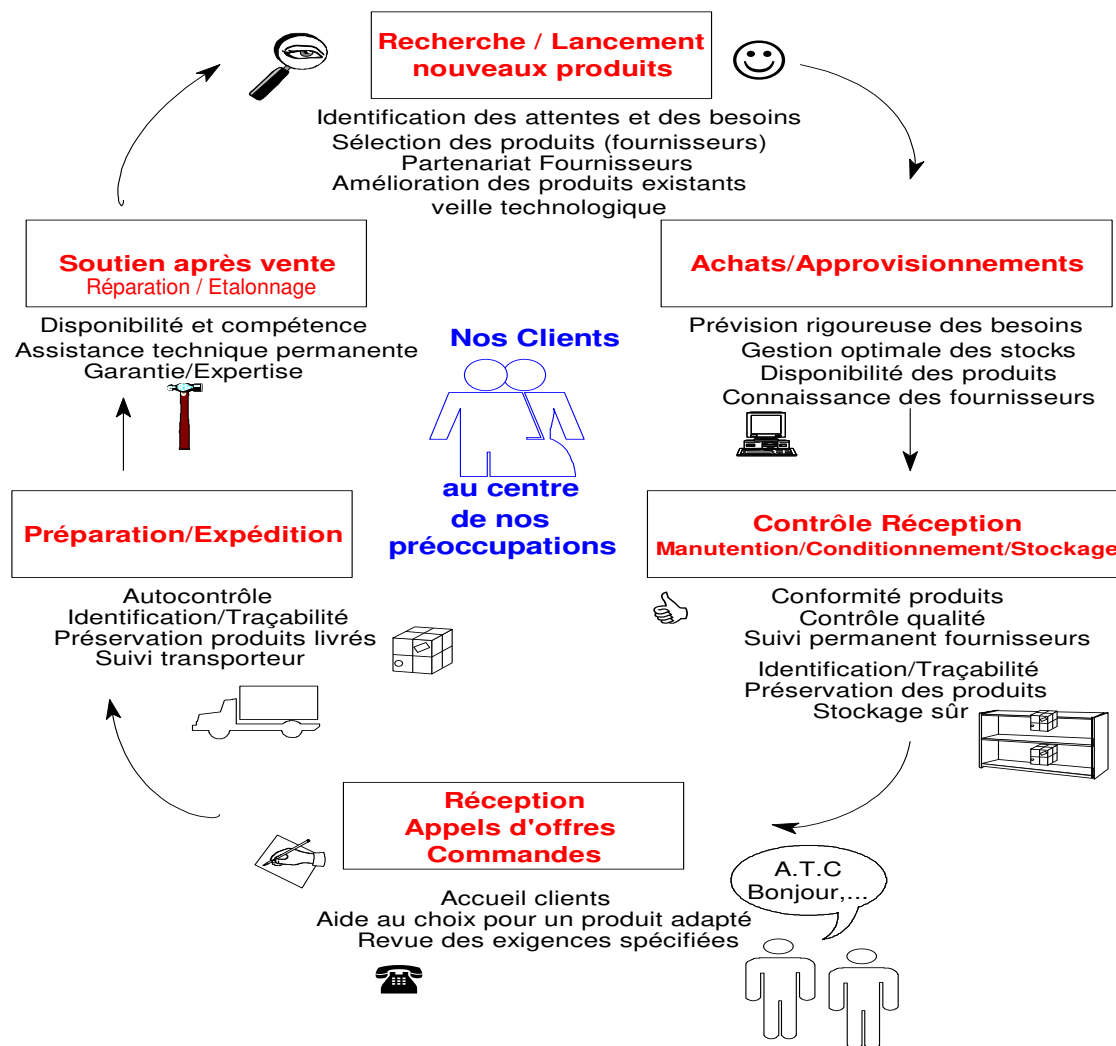 Recherche / Lancement
nouveaux produits
Identification des attentes et des besoins
Sélection des produits (fournisseurs)
Partenariat Fournisseurs
Amélioration des produits existants
veille technologique
Achats/Approvisionnements
Prévision rigoureuse des besoins
Gestion optimale des stocks
Disponibilité des produits
Connaissance des fournisseurs
Contrôle Réception
Manutention/Conditionnement/Stockage
Conformité produits
Contrôle qualité
Suivi permanent fournisseurs
Identification/Traçabilité
Préservation des produits
Stockage sûr
Réception
Appels d'offres
Commandes
Accueil clients
Aide au choix pour un produit adapté
Revue des exigences spécifiées
A.T.C
Bonjour,...
Préparation/Expédition
Autocontrôle
Identification/Traçabilité
Préservation produits livrés
Suivi transporteur
Soutien après vente
Réparation / Etalonnage
Disponibilité et compétence
Assistance technique permanente
Garantie/Expertise
Nos Clients
au centre
de nos
préoccupations